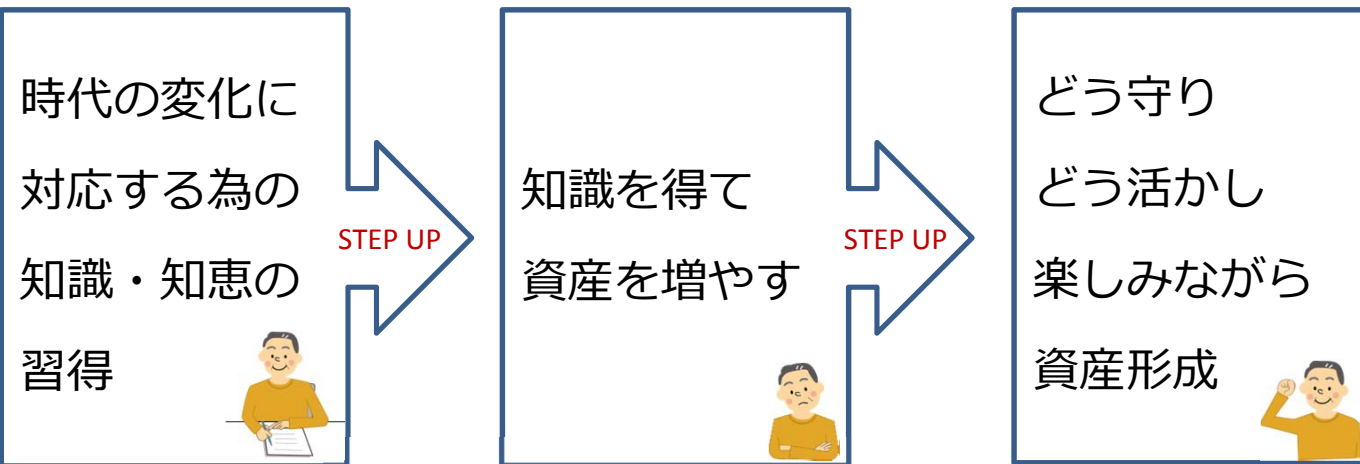 時代の変化に
対応する為の
知識・知恵の
習得
STEP UP
知識を得て
資産を増やす
STEP UP
どう守り
どう活かし
楽しみながら
資産形成